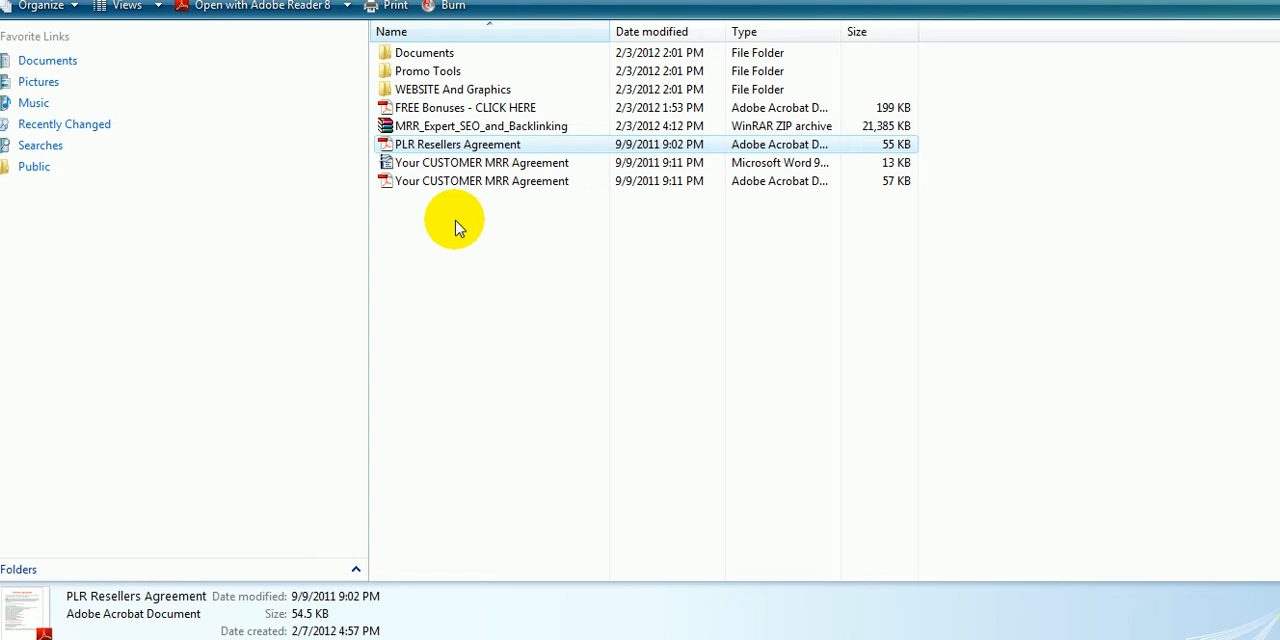 Organize Views Open with Adobe Reader 8 Print Burn
Favorite Links
Documents
Pictures
Music
Recently Changed
Searches
Public
Folders
Name Date modified Type Size
Documents 2/3/2012 2:01 PM File Folder
Promo Tools 2/3/2012 2:01 PM File Folder
WEBSITE And Graphics 2/3/2012 2:01 PM File Folder
FREE Bonuses - CLICK HERE 2/3/2012 1:53 PM Adobe Acrobat D... 199 KB
MRR_Expert_SEO_and_Backlinking 2/3/2012 4:12 PM WinRAR ZIP archive 21,385 KB
PLR Resellers Agreement 9/9/2011 9:02 PM Adobe Acrobat D... 55 KB
Your CUSTOMER MRR Agreement 9/9/2011 9:11 PM Microsoft Word 9... 13 KB
Your CUSTOMER MRR Agreement 9/9/2011 9:11 PM Adobe Acrobat D... 57 KB
PLR Resellers Agreement Date modified: 9/9/2011 9:02 PM
Adobe Acrobat Document Size: 54.5 KB
Date created: 2/7/2012 4:57 PM